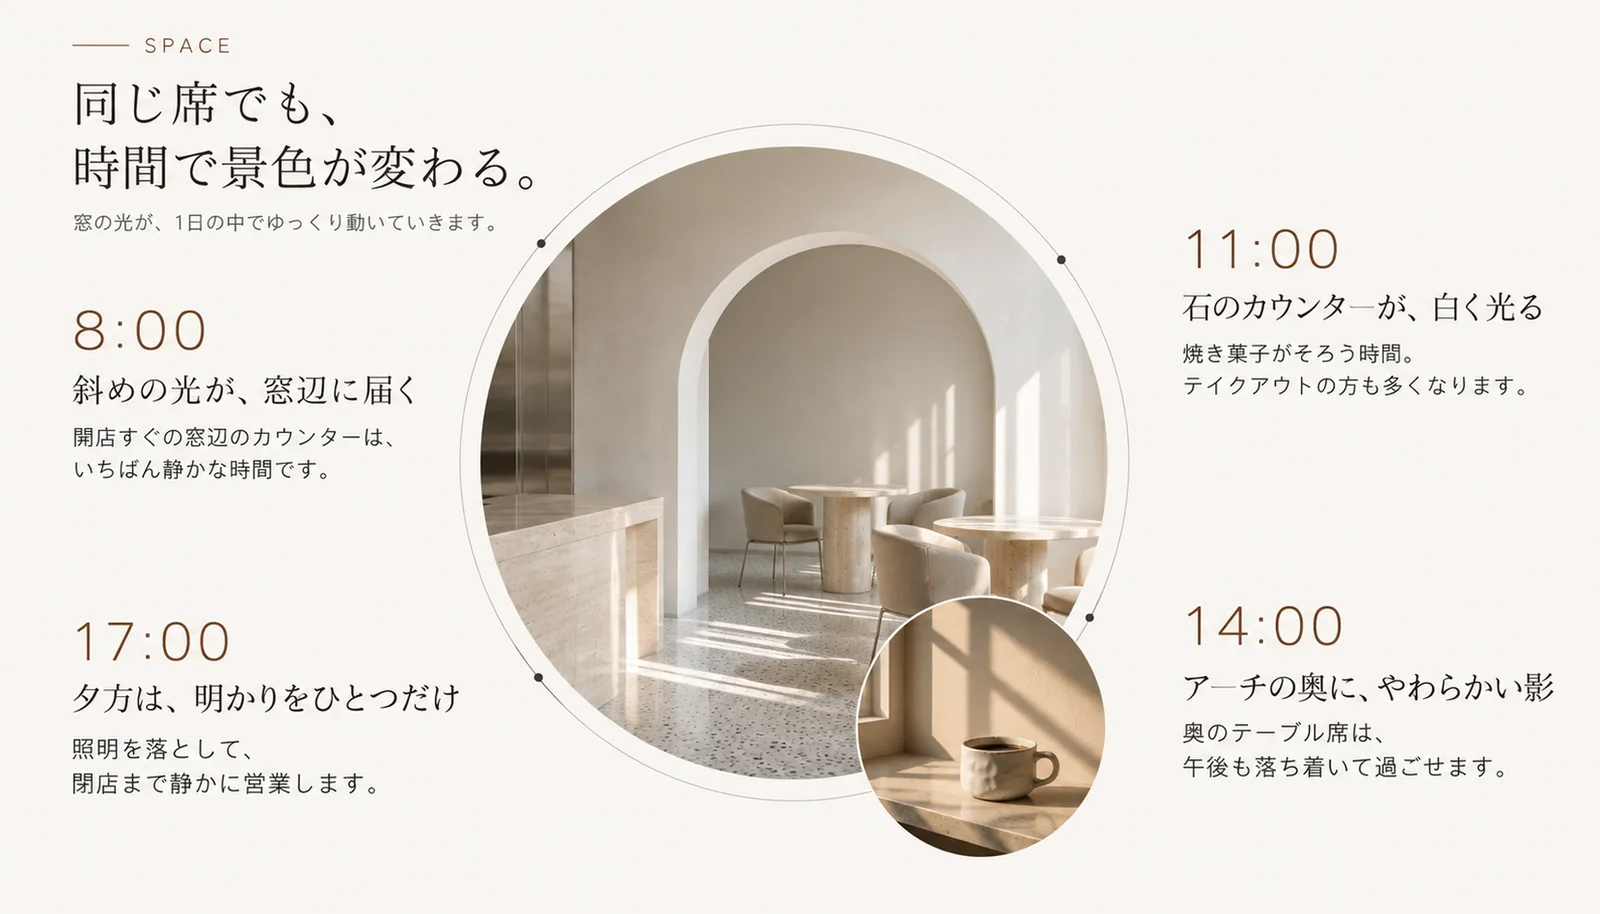 SPACE
同じ席でも、
時間で景色が変わる。
窓の光が、1日の中でゆっくり動いていきます。
8:00
斜めの光が、窓辺に届く
開店すぐの窓辺のカウンターは、
いちばん静かな時間です。
11:00
石のカウンターが、白く光る
焼き菓子がそろう時間。
テイクアウトの方も多くなります。
14:00
アーチの奥に、やわらかい影
奥のテーブル席は、
午後も落ち着いて過ごせます。
17:00
夕方は、明かりをひとつだけ
照明を落として、
閉店まで静かに営業します。